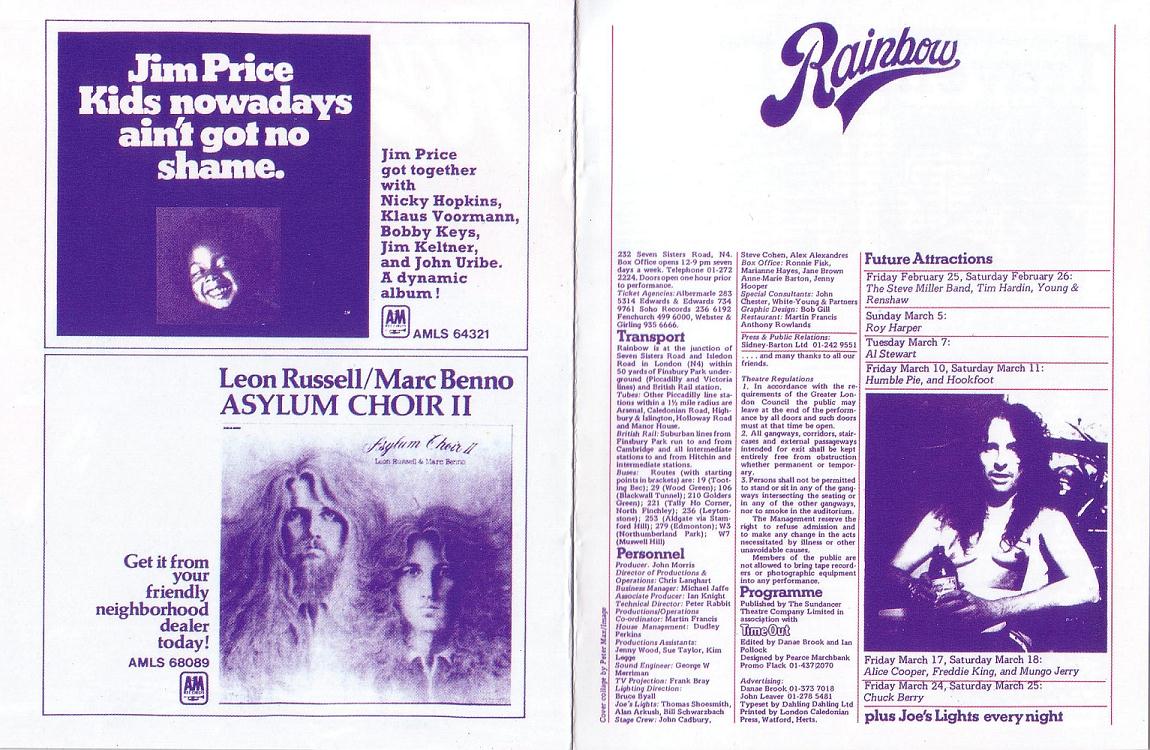 Jim Price
Kids nowadays
ain't got no
shame.
Jim Price
got together
with
Nicky Hopkins,
Klaus Voormann,
Bobby Keys,
Jim Keltner,
and John Uribe.
A dynamic
album!
AM
AMLS 64321
Leon Russell/Marc Benno
ASYLUM CHOIR II
Asylum Choir II
Leon Russell & Marc Benno
Get it from
your
friendly
neighborhood
dealer
today!
AMLS 68089
AM
Rainbow
232 Seven Sisters Road, N4.
Box Office opens 12-9 pm seven
days a week. Telephone 01-272
2224. Doors open one hour prior
to performance.
Ticket Agencies: Albermarle 283
5314 Edwards & Edwards 734
9761 Soho Records 236 6192
Fenchurch 499 6000, Webster &
Girling 935 6666.
Transport
Rainbow is at the junction of
Seven Sisters Road and Isledon
Road in London (N4) within
50 yards of Finsbury Park under-
ground (Piccadilly and Victoria
lines) and British Rail station.
Tubes: Other Piccadilly line sta-
tions within a 1½ mile radius are
Arsenal, Caledonian Road, High-
bury & Islington, Holloway Road
and Manor House.
British Rail: Suburban lines from
Finsbury Park run to and from
Cambridge and all intermediate
stations to and from Hitchin and
intermediate stations.
Buses: Routes (with starting
points in brackets) are: 19 (Toot-
ing Bec); 29 (Wood Green); 106
(Blackwall Tunnel); 210 Golders
Green); 221 (Tally Ho Corner,
North Finchley); 236 (Leyton-
stone); 253 (Aldgate via Stam-
ford Hill); 279 (Edmonton); W3
(Northumberland Park); W7
(Muswell Hill)
Personnel
Producer: John Morris
Director of Productions &
Operations: Chris Langhart
Business Manager: Michael Jaffe
Associate Producer: Ian Knight
Technical Director: Peter Rabbit
Productions/Operations
Co-ordinator: Martin Francis
House Management: Dudley
Perkins
Productions Assistants:
Jenny Wood, Sue Taylor, Kim
Legge
Sound Engineer: George W
Merriman
TV Projection: Frank Bray
Lighting Direction:
Bruce Byall
Joe's Lights: Thomas Shoesmith,
Alan Arkush, Bill Schwarzbach
Stage Crew: John Cadbury,
Cover collage by Peter Max/Image
Steve Cohen, Alex Alexandres
Box Office: Ronnie Fisk,
Marianne Hayes, Jane Brown
Anne-Marie Barton, Jenny
Hooper
Special Consultants: John
Chester, White-Young & Partners
Graphic Design: Bob Gill
Restaurant: Martin Francis
Anthony Rowlands
Press & Public Relations:
Sidney-Barton Ltd 01-242 9551
. . . . and many thanks to all our
friends.
Theatre Regulations
1. In accordance with the re-
quirements of the Greater Lon-
don Council the public may
leave at the end of the perform-
ance by all doors and such doors
must at that time be open.
2. All gangways, corridors, stair-
cases and external passageways
intended for exit shall be kept
entirely free from obstruction
whether permanent or tempor-
ary.
3. Persons shall not be permitted
to stand or sit in any of the gang-
ways intersecting the seating or
in any of the other gangways,
nor to smoke in the auditorium.
The Management reserve the
right to refuse admission and
to make any change in the acts
necessitated by illness or other
unavoidable causes.
Members of the public are
not allowed to bring tape record-
ers or photographic equipment
into any performance.
Programme
Published by The Sundancer
Theatre Company Limited in
association with
Time Out
Edited by Danae Brook and Ian
Pollock
Designed by Pearce Marchbank
Promo Flack 01-437/2070
Advertising:
Danae Brook 01-373 7018
John Leaver 01-278 5481
Typeset by Dahling Dahling Ltd
Printed by London Caledonian
Press, Watford, Herts.
Future Attractions
Friday February 25, Saturday February 26:
The Steve Miller Band, Tim Hardin, Young &
Renshaw
Sunday March 5:
Roy Harper
Tuesday March 7:
Al Stewart
Friday March 10, Saturday March 11:
Humble Pie, and Hookfoot
Friday March 17, Saturday March 18:
Alice Cooper, Freddie King, and Mungo Jerry
Friday March 24, Saturday March 25:
Chuck Berry
plus Joe's Lights every night